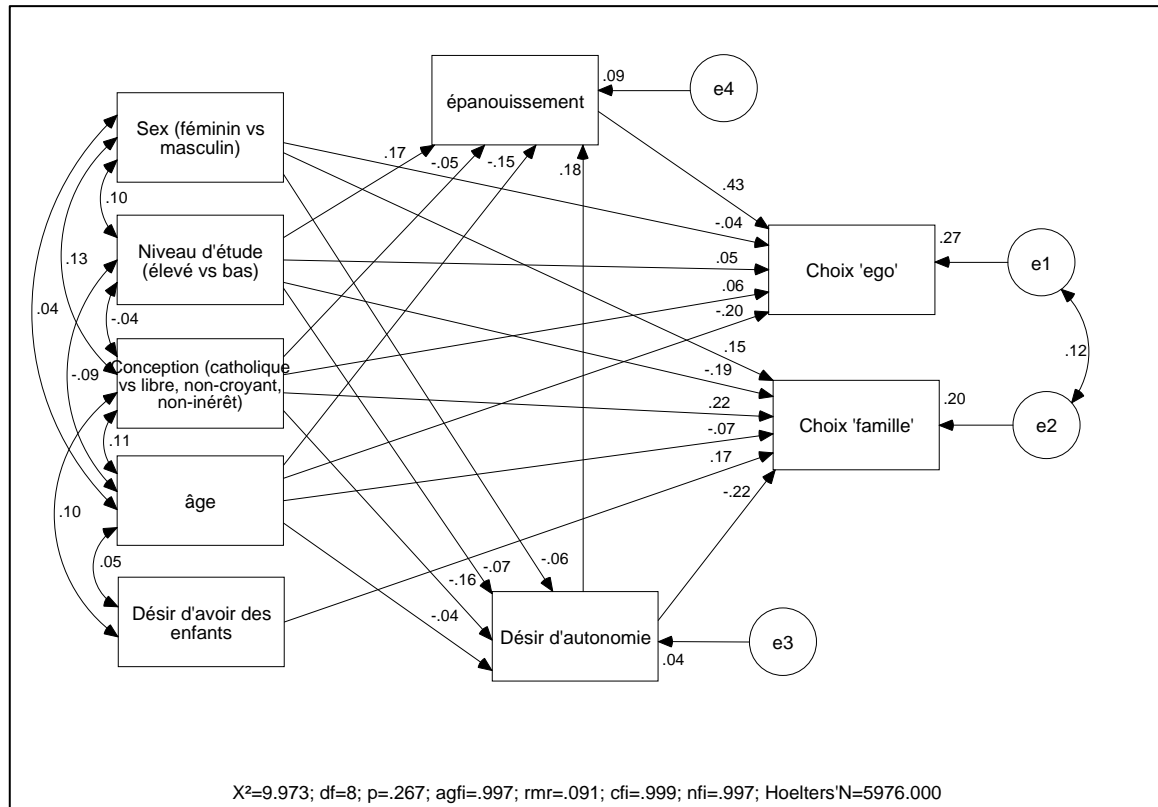 .09
e4
épanouissement
Sex (féminin vs
masculin)
.17
-.05
-.15
.18
.43
.10
-.04
.27
Niveau d'étude
(élevé vs bas)
.05
Choix 'ego'
e1
.13
.06
.04
-.04
-.20
.15
.12
Conception (catholique
vs libre, non-croyant,
non-inérêt)
-.09
-.19
.20
.22
Choix 'famille'
e2
.11
-.07
.17
âge
-.22
.10
.05
-.06
-.07
-.16
Désir d'avoir des
enfants
-.04
Désir d'autonomie
e3
.04
X²=9.973; df=8; p=.267; agfi=.997; rmr=.091; cfi=.999; nfi=.997; Hoelters'N=5976.000